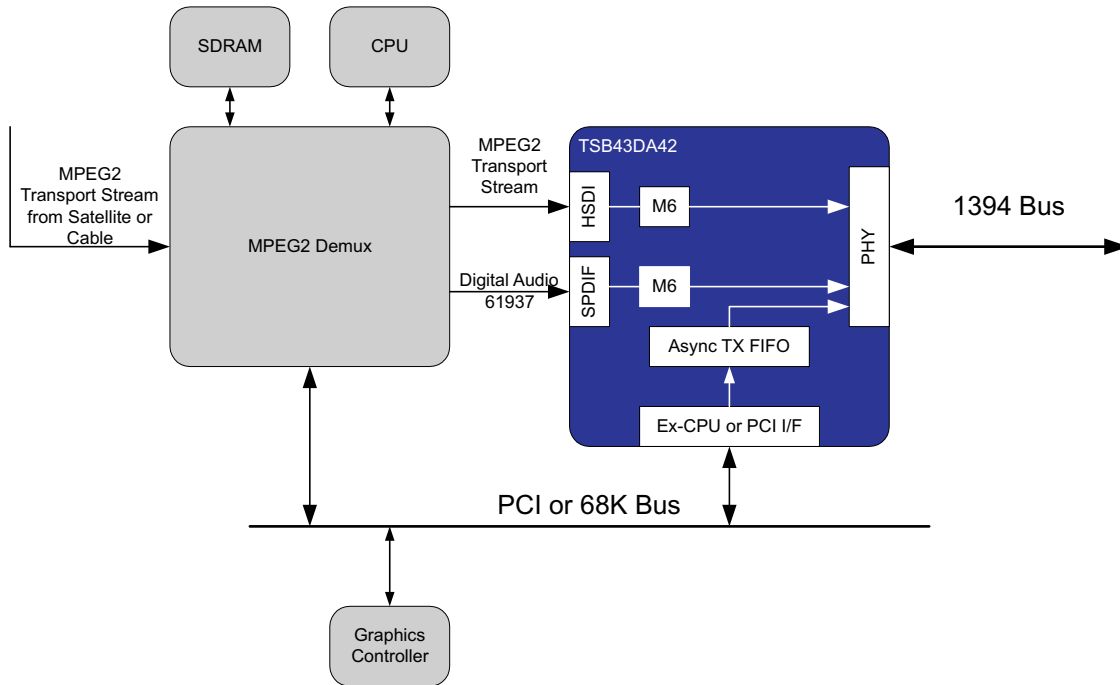 SDRAM
CPU
MPEG2
Transport Stream
from Satellite or
Cable
MPEG2 Demux
MPEG2
Transport
Stream
Digital Audio
61937
TSB43DA42
HSDI
M6
SPDIF
M6
PHY
Async TX FIFO
Ex-CPU or PCI I/F
1394 Bus
PCI or 68K Bus
Graphics
Controller